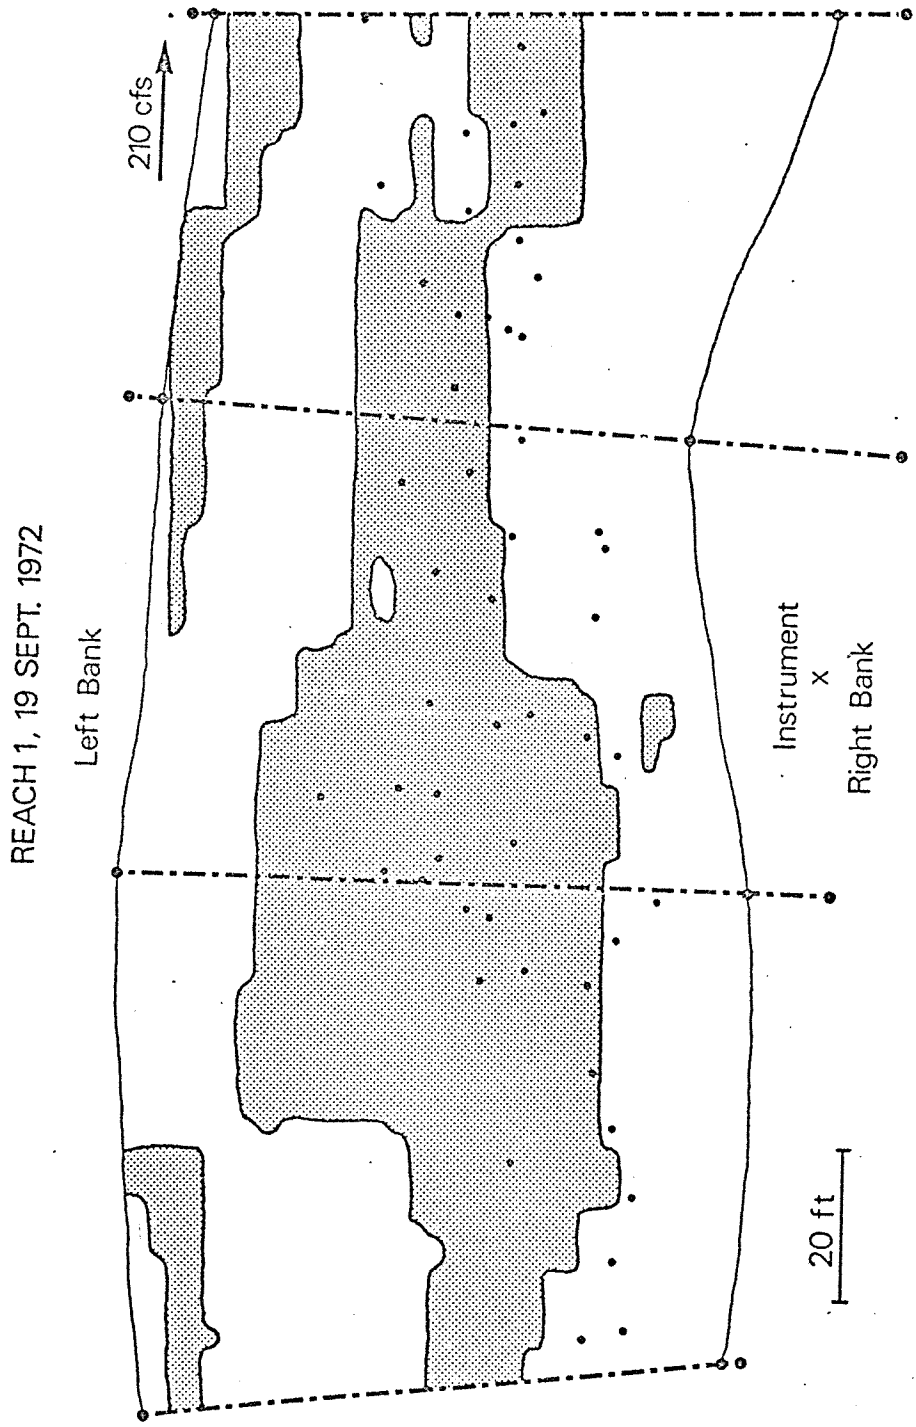 REACH 1, 19 SEPT. 1972
Left Bank
210 cfs
Instrument
x
Right Bank
20 ft